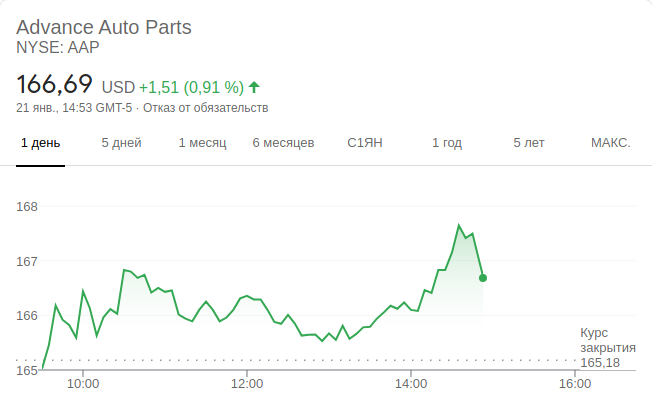 Advance Auto Parts
NYSE: AAP
166,69 USD +1,51 (0,91 %)
21 янв., 14:53 GMT-5 · Отказ от обязательств
1 день 5 дней 1 месяц 6 месяцев С1ЯН 1 год 5 лет МАКС.
168
167
166
165
Курс
закрытия
165,18
10:00 12:00 14:00 16:00